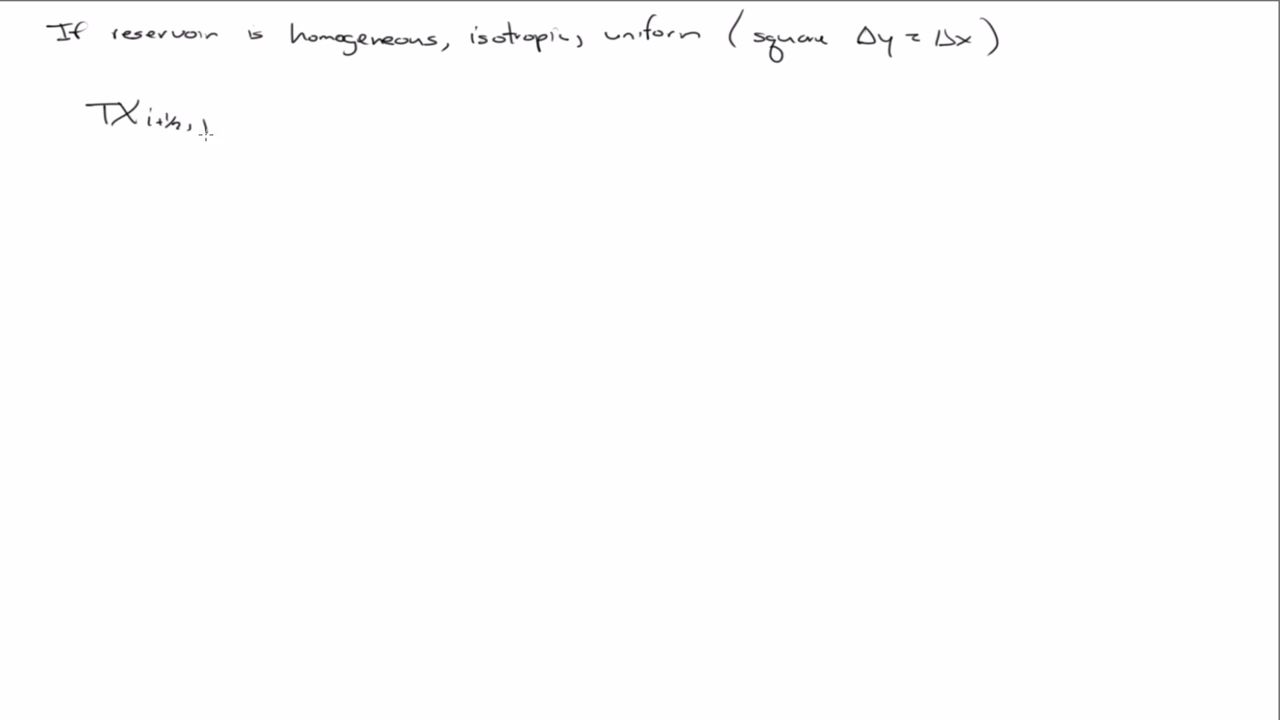 If reservoir is homogeneous, isotropic, uniform (square Δy = Δx)
TX i+½, j